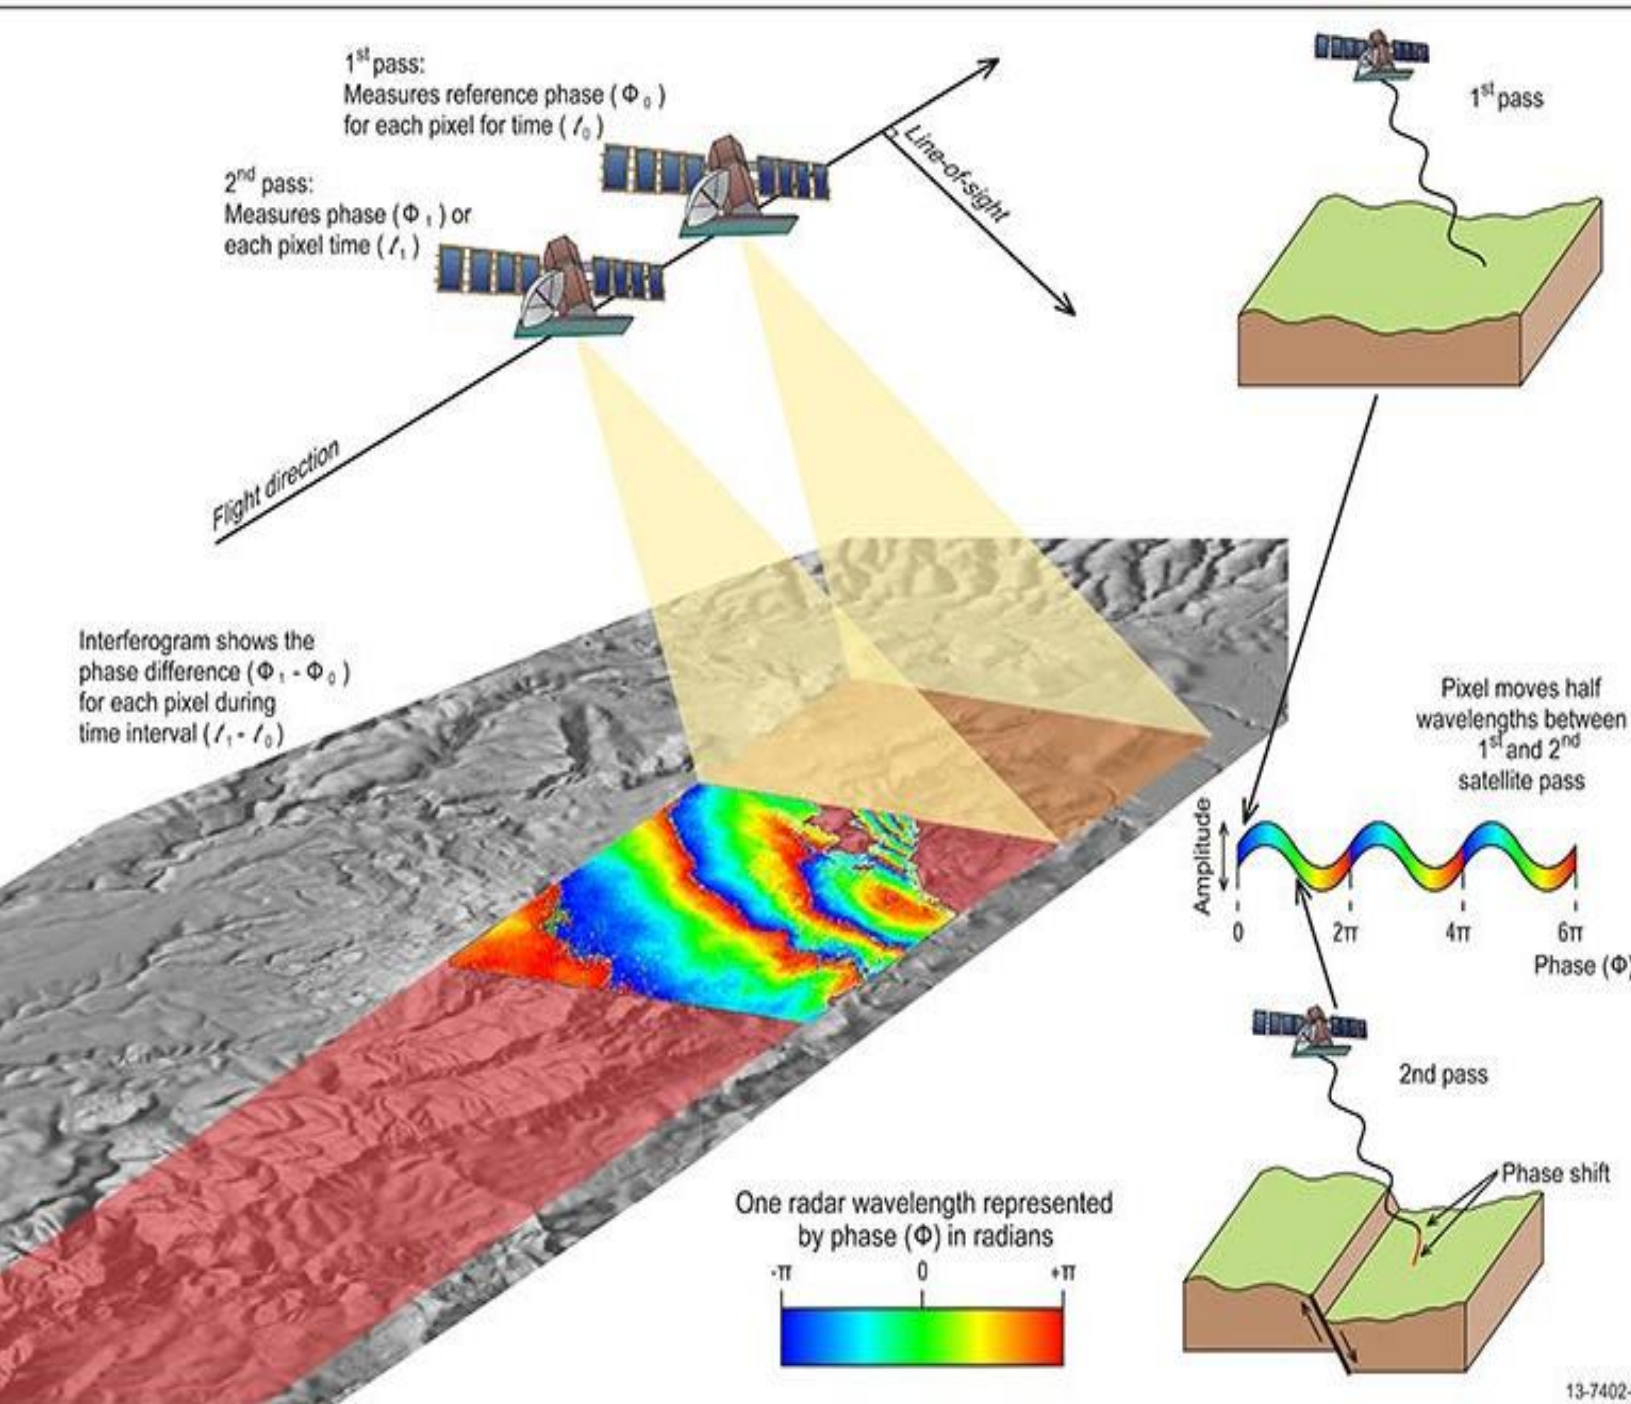 1st pass:
Measures reference phase (Φ0)
for each pixel for time (t0)
2nd pass:
Measures phase (Φ1) or
each pixel time (t1)
Line-of-sight
Flight direction
1st pass
Interferogram shows the
phase difference (Φ1 - Φ0)
for each pixel during
time interval (t1 - t0)
Pixel moves half
wavelengths between
1st and 2nd
satellite pass
Amplitude
0 2π 4π 6π
Phase (Φ)
2nd pass
Phase shift
One radar wavelength represented
by phase (Φ) in radians
-π 0 +π
13-7402-